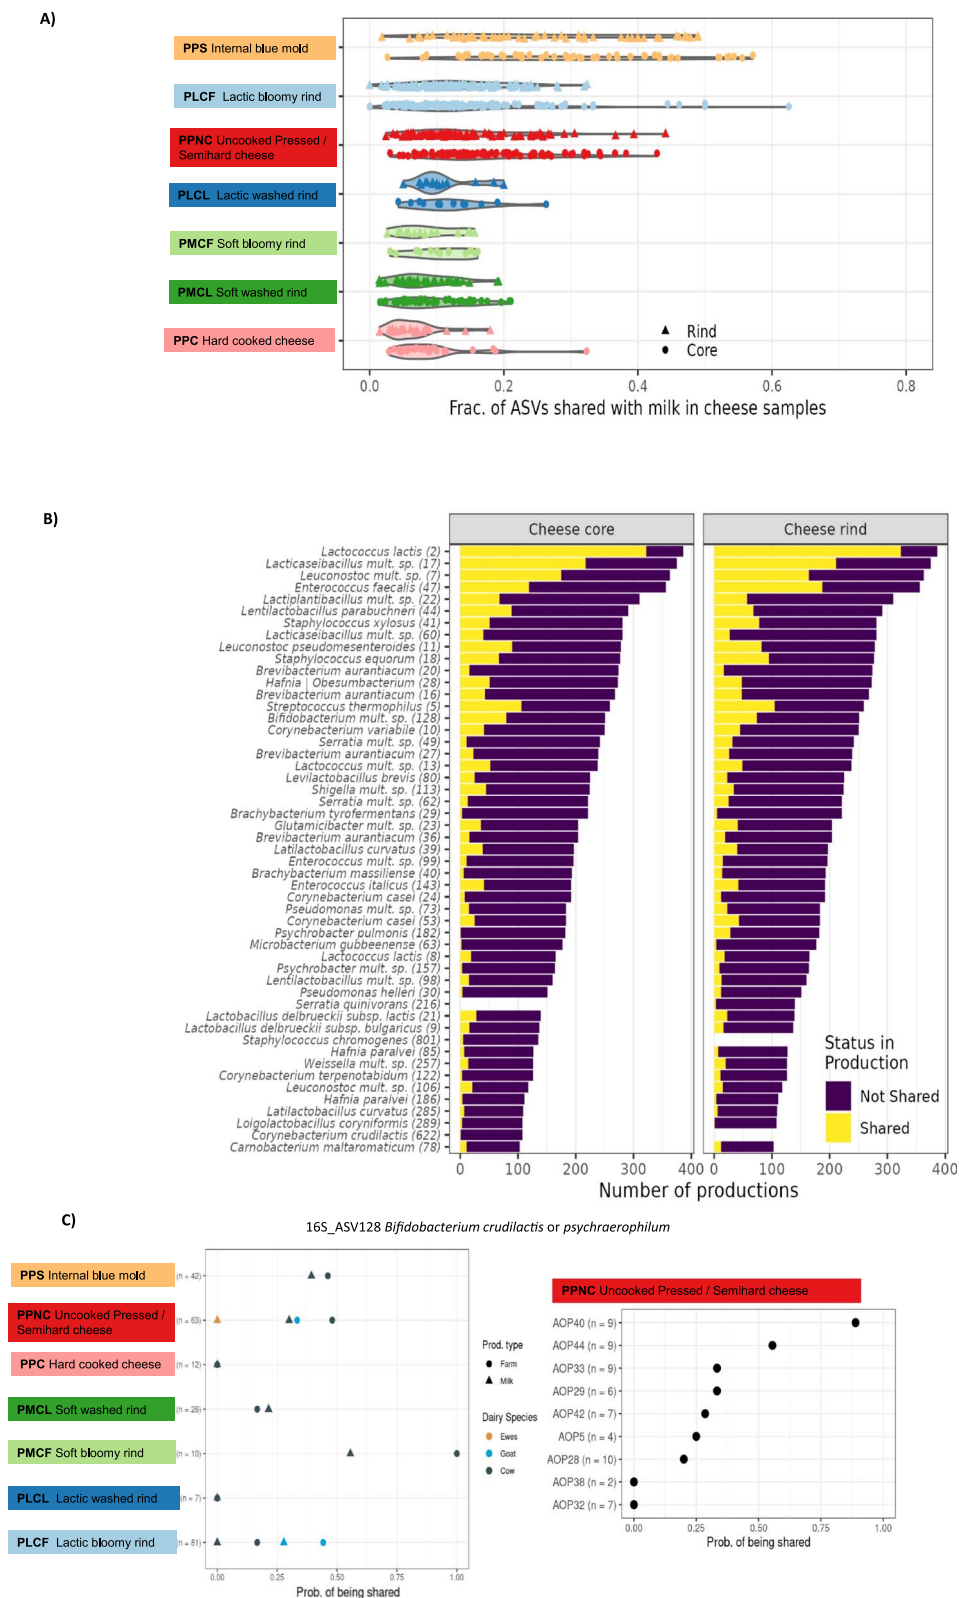 A)
PPS Internal blue mold
PLCF Lactic bloomy rind
PPNC Uncooked Pressed /
Semihard cheese
PLCL Lactic washed rind
PMCF Soft bloomy rind
PMCL Soft washed rind
PPC Hard cooked cheese
Rind
Core
0.0 0.2 0.4 0.6 0.8
Frac. of ASVs shared with milk in cheese samples
B)
Cheese core Cheese rind
Lactococcus lactis (2)
Lacticaseibacillus mult. sp. (17)
Leuconostoc mult. sp. (7)
Enterococcus faecalis (47)
Lactiplantibacillus mult. sp. (22)
Lentilactobacillus parabuchneri (44)
Staphylococcus xylosus (41)
Lacticaseibacillus mult. sp. (60)
Leuconostoc pseudomesenteroides (11)
Staphylococcus equorum (18)
Brevibacterium aurantiacum (20)
Hafnia | Obesumbacterium (28)
Brevibacterium aurantiacum (16)
Streptococcus thermophilus (5)
Bifidobacterium mult. sp. (128)
Corynebacterium variabile (10)
Serratia mult. sp. (49)
Brevibacterium aurantiacum (27)
Lactococcus mult. sp. (13)
Levilactobacillus brevis (80)
Shigella mult. sp. (113)
Serratia mult. sp. (62)
Brachybacterium tyrofermentans (29)
Glutamicibacter mult. sp. (23)
Brevibacterium aurantiacum (36)
Latilactobacillus curvatus (39)
Enterococcus mult. sp. (99)
Brachybacterium massiliense (40)
Enterococcus italicus (143)
Corynebacterium casei (24)
Pseudomonas mult. sp. (73)
Corynebacterium casei (53)
Psychrobacter pulmonis (182)
Microbacterium gubbeenense (63)
Lactococcus lactis (8)
Psychrobacter mult. sp. (157)
Lentilactobacillus mult. sp. (98)
Pseudomonas helleri (30)
Serratia quinivorans (216)
Lactobacillus delbrueckii subsp. lactis (21)
Lactobacillus delbrueckii subsp. bulgaricus (9)
Staphylococcus chromogenes (801)
Hafnia paralvei (85)
Weissella mult. sp. (257)
Corynebacterium terpenotabidum (122)
Leuconostoc mult. sp. (106)
Hafnia paralvei (186)
Latilactobacillus curvatus (285)
Loigolactobacillus coryniformis (289)
Corynebacterium crudilactis (622)
Carnobacterium maltaromaticum (78)
Status in
Production
Not Shared
Shared
0 100 200 300 400 0 100 200 300 400
Number of productions
C)
16S_ASV128 Bifidobacterium crudilactis or psychraerophilum
PPS Internal blue mold (n = 42)
PPNC Uncooked Pressed /
Semihard cheese (n = 63)
PPC Hard cooked cheese (n = 12)
PMCL Soft washed rind (n = 26)
PMCF Soft bloomy rind (n = 10)
PLCL Lactic washed rind (n = 7)
PLCF Lactic bloomy rind (n = 81)
0.00 0.25 0.50 0.75 1.00
Prob. of being shared
Prod. type
Farm
Milk
Dairy Species
Ewes
Goat
Cow
PPNC Uncooked Pressed / Semihard cheese
AOP40 (n = 9)
AOP44 (n = 9)
AOP33 (n = 9)
AOP29 (n = 6)
AOP42 (n = 7)
AOP5 (n = 4)
AOP28 (n = 10)
AOP38 (n = 2)
AOP32 (n = 7)
0.00 0.25 0.50 0.75 1.00
Prob. of being shared